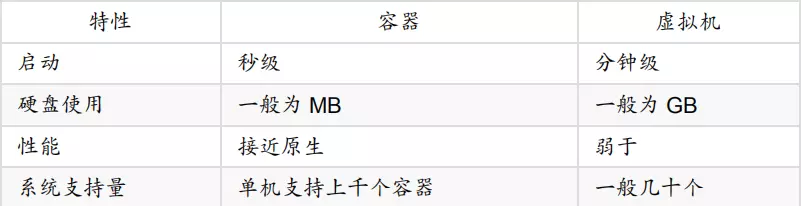 特性 容器 虚拟机
启动 秒级 分钟级
硬盘使用 一般为 MB 一般为 GB
性能 接近原生 弱于
系统支持量 单机支持上千个容器 一般几十个